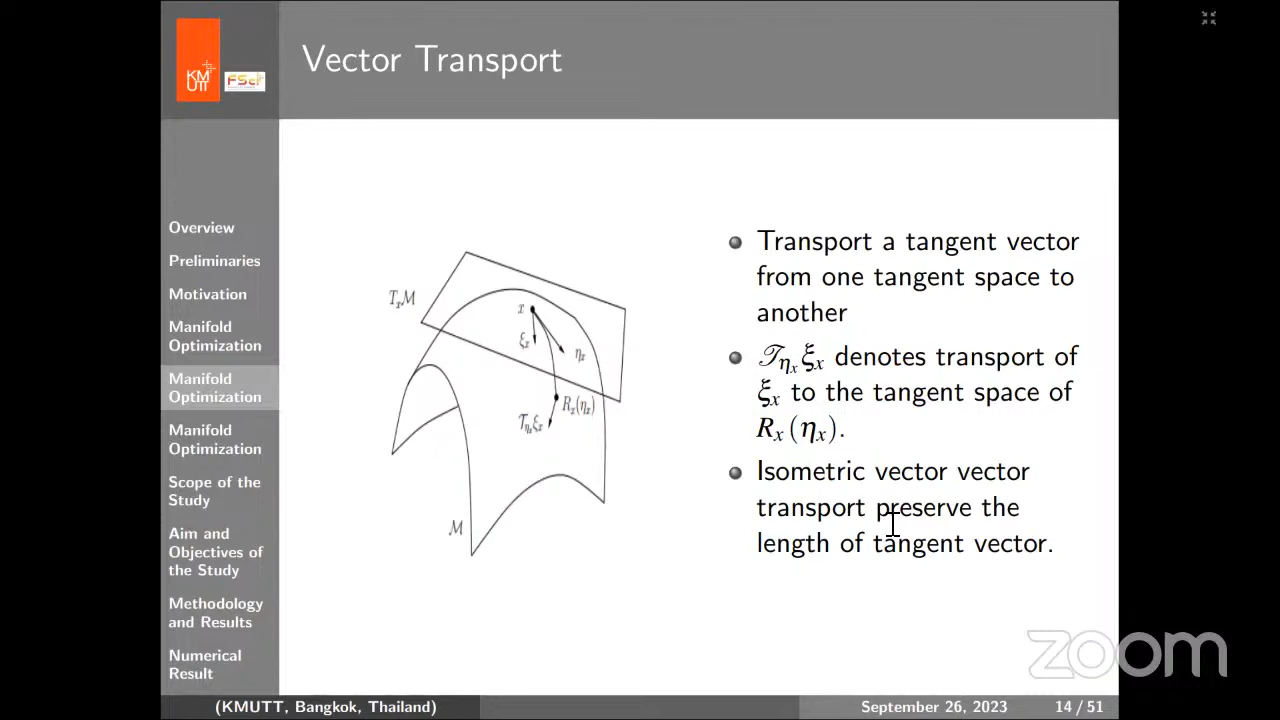 KM
UTT
FSci
Vector Transport
Overview
Preliminaries
Motivation
Manifold
Optimization
Manifold
Optimization
Manifold
Optimization
Scope of the
Study
Aim and
Objectives of
the Study
Methodology
and Results
Numerical
Result
TₓM
x
ξₓ
ηₓ
Rₓ(ηₓ)
𝒯ηₓξₓ
M
Transport a tangent vector
from one tangent space to
another
𝒯ηₓξₓ denotes transport of
ξₓ to the tangent space of
Rₓ(ηₓ).
Isometric vector vector
transport preserve the
length of tangent vector.
zoom
(KMUTT, Bangkok, Thailand)
September 26, 2023
14 / 51